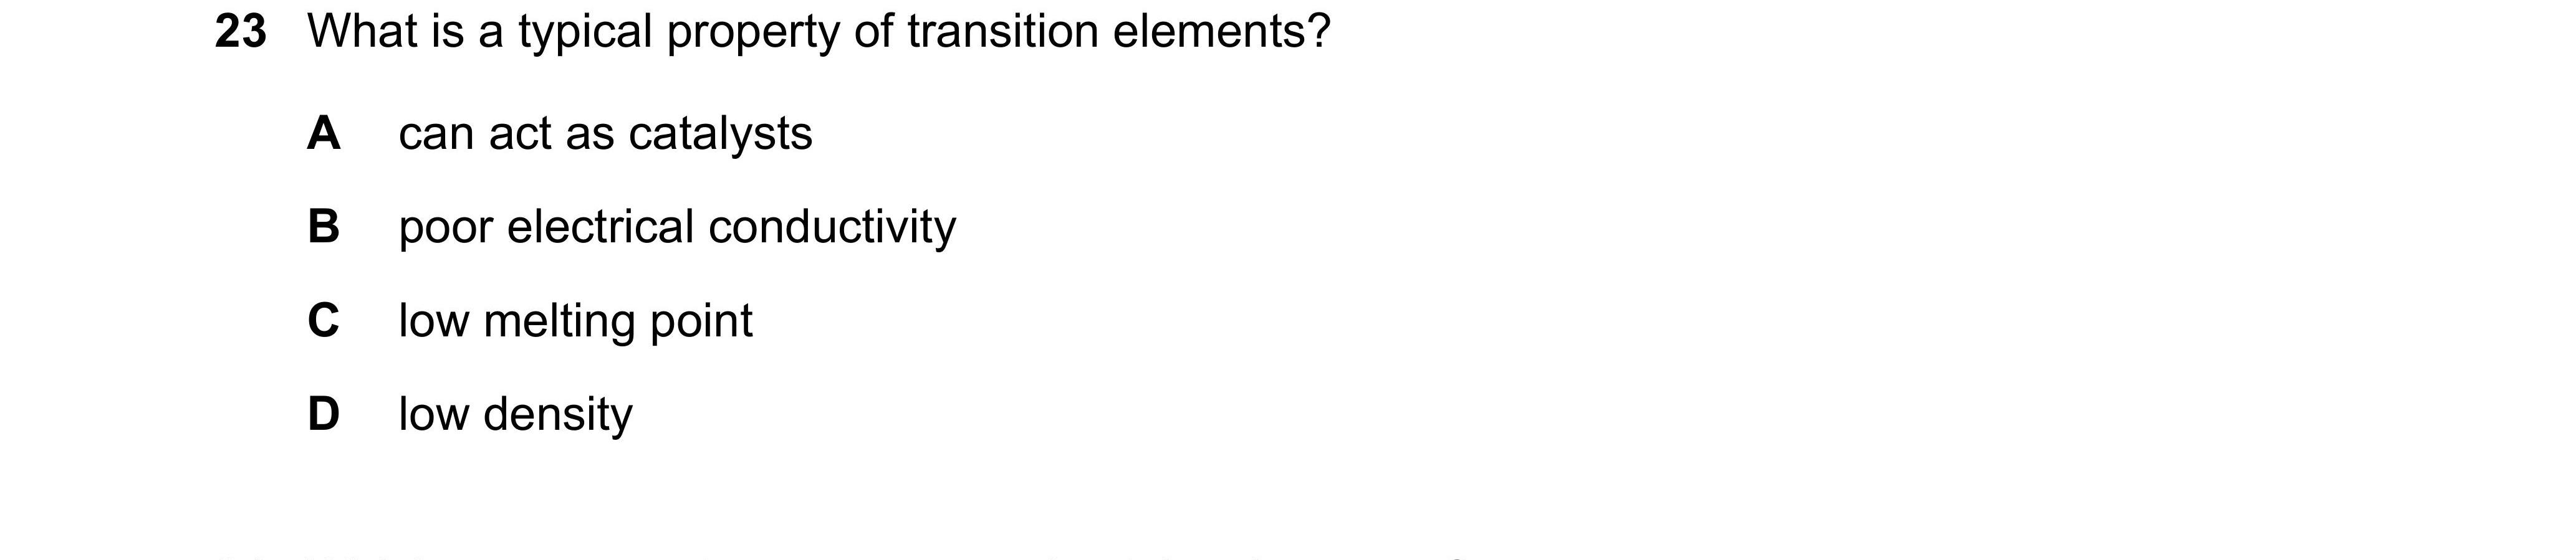 23 What is a typical property of transition elements?
A can act as catalysts
B poor electrical conductivity
C low melting point
D low density